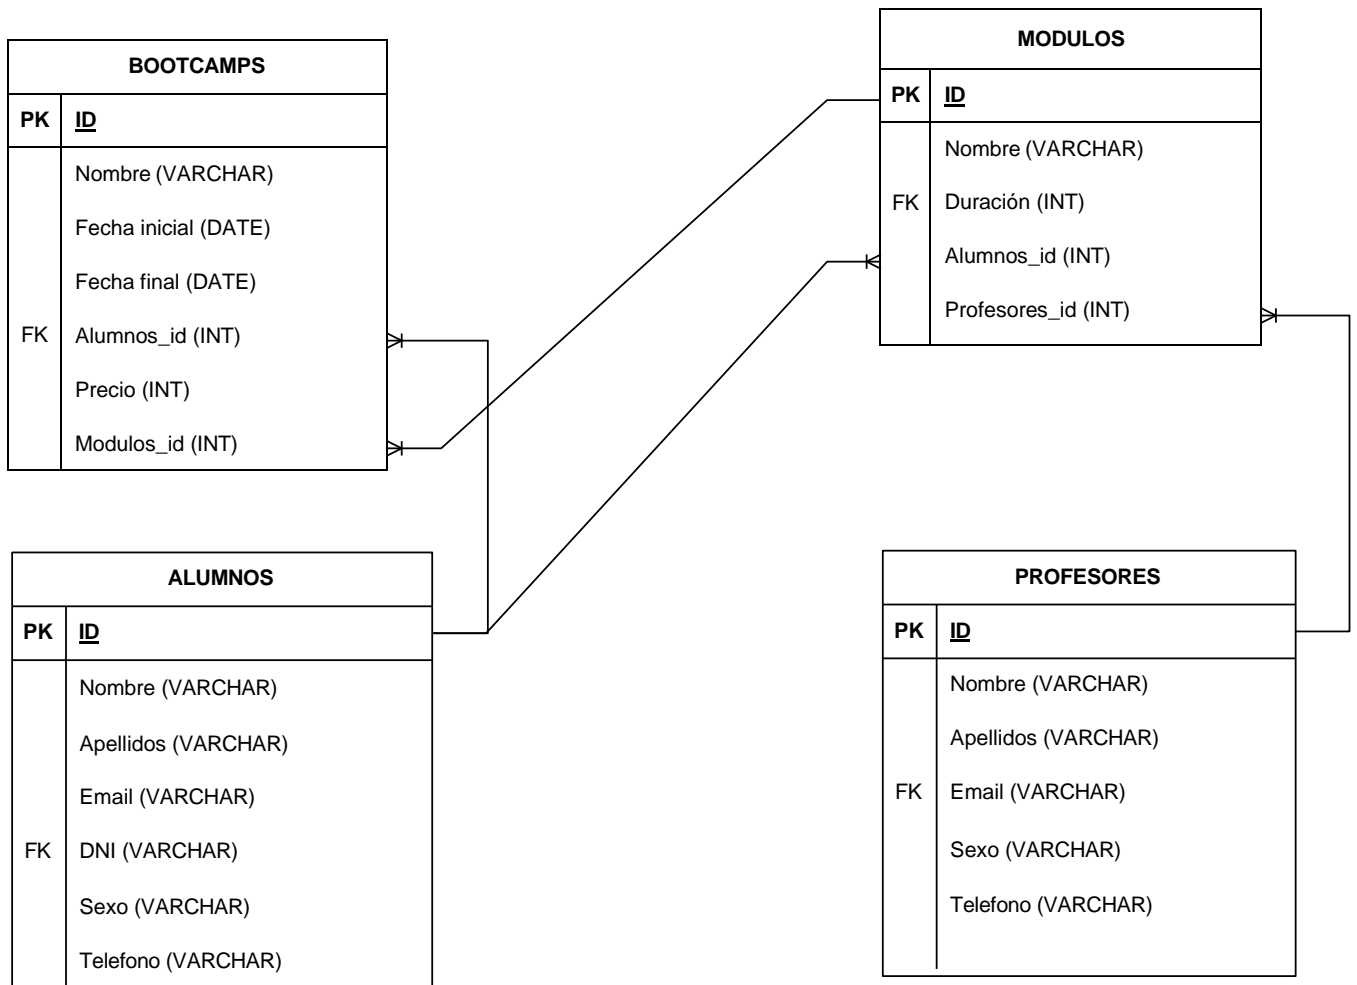 BOOTCAMPS
PK ID
Nombre (VARCHAR)
Fecha inicial (DATE)
Fecha final (DATE)
FK Alumnos_id (INT)
Precio (INT)
Modulos_id (INT)
MODULOS
PK ID
Nombre (VARCHAR)
FK Duración (INT)
Alumnos_id (INT)
Profesores_id (INT)
ALUMNOS
PK ID
Nombre (VARCHAR)
Apellidos (VARCHAR)
Email (VARCHAR)
FK DNI (VARCHAR)
Sexo (VARCHAR)
Telefono (VARCHAR)
PROFESORES
PK ID
Nombre (VARCHAR)
Apellidos (VARCHAR)
FK Email (VARCHAR)
Sexo (VARCHAR)
Telefono (VARCHAR)